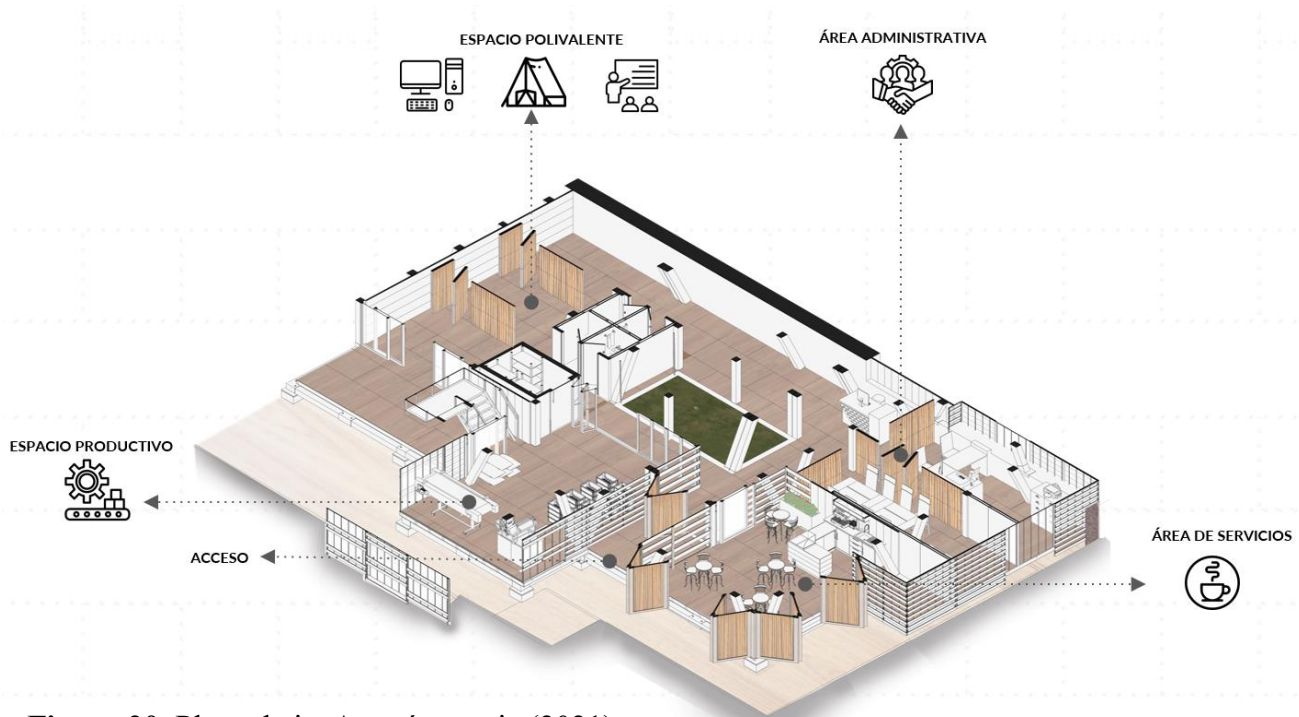 ESPACIO POLIVALENTE
ÁREA ADMINISTRATIVA
ESPACIO PRODUCTIVO
ACCESO
ÁREA DE SERVICIOS